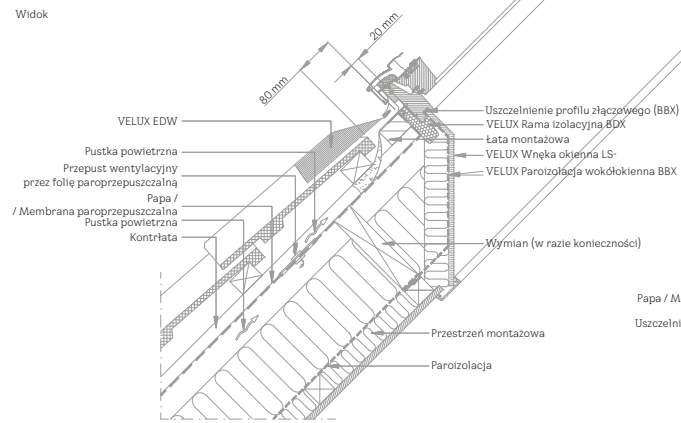 Widok
20 mm
80 mm
VELUX EDW
Pustka powietrzna
Przepust wentylacyjny
przez folię paroprzepuszczalną
Papa /
/ Membrana paroprzepuszczalna
Pustka powietrzna
Kontrłata
Uszczelnienie profilu złączowego (BBX)
VELUX Rama izolacyjna BDX
Łata montażowa
VELUX Wnęka okienna LS-
VELUX Paroizolacja wokółokienna BBX
Wymian (w razie konieczności)
Przestrzeń montażowa
Paroizolacja
Papa / M
Uszczelni